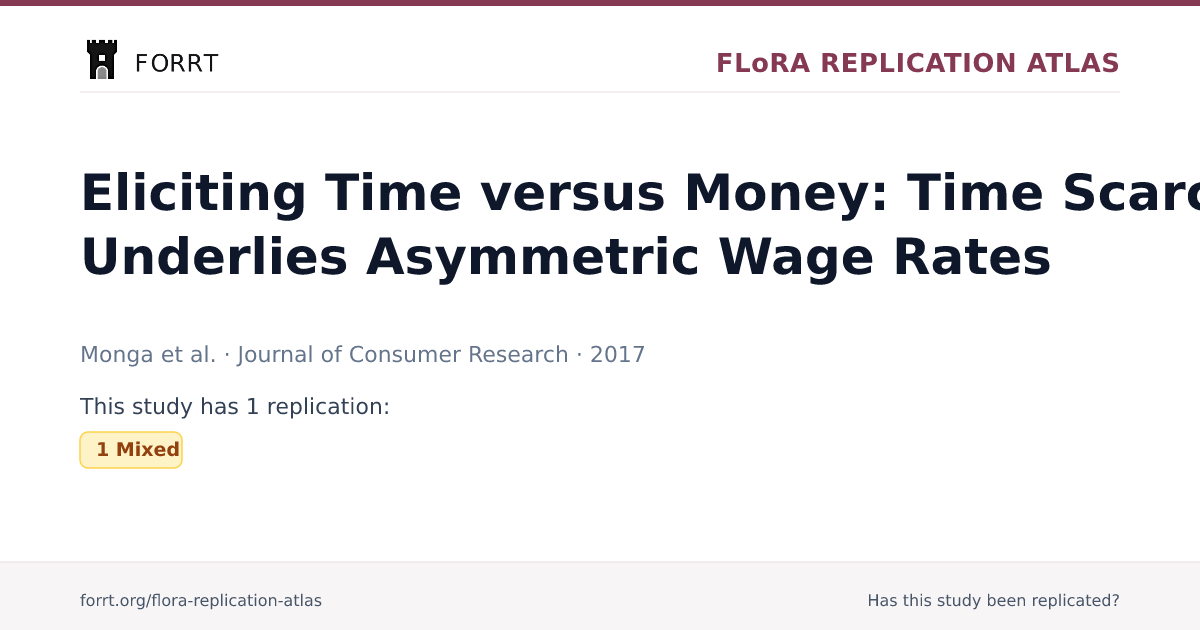 FORRT
FLoRA REPLICATION ATLAS
Eliciting Time versus Money: Time Scarc
Underlies Asymmetric Wage Rates
Monga et al. · Journal of Consumer Research · 2017
This study has 1 replication:
1 Mixed
forrt.org/flora-replication-atlas
Has this study been replicated?